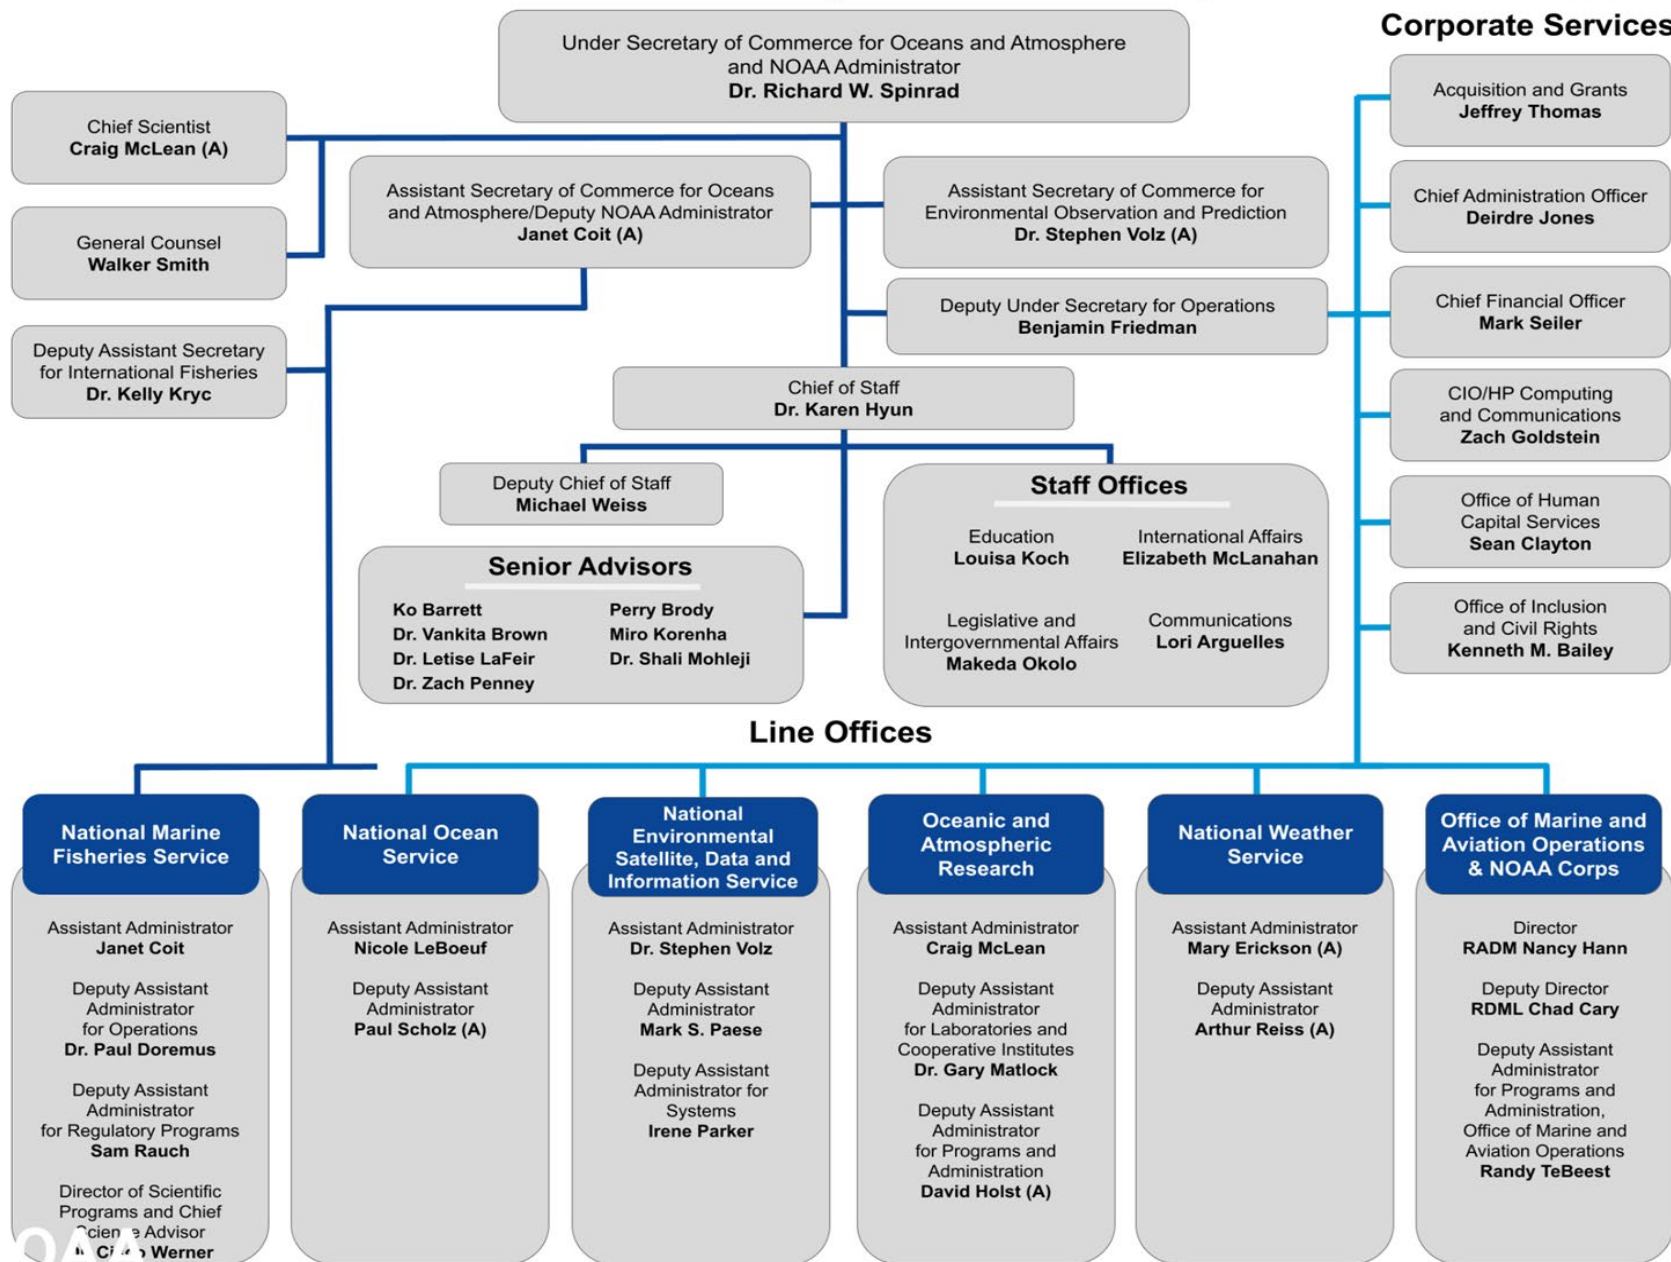 Corporate Services
Under Secretary of Commerce for Oceans and Atmosphere
and NOAA Administrator
Dr. Richard W. Spinrad
Chief Scientist
Craig McLean (A)
General Counsel
Walker Smith
Deputy Assistant Secretary
for International Fisheries
Dr. Kelly Kryc
Assistant Secretary of Commerce for Oceans
and Atmosphere/Deputy NOAA Administrator
Janet Coit (A)
Assistant Secretary of Commerce for
Environmental Observation and Prediction
Dr. Stephen Volz (A)
Deputy Under Secretary for Operations
Benjamin Friedman
Chief of Staff
Dr. Karen Hyun
Deputy Chief of Staff
Michael Weiss
Senior Advisors
Ko Barrett
Dr. Vankita Brown
Dr. Letise LaFeir
Dr. Zach Penney
Perry Brody
Miro Korenha
Dr. Shali Mohleji
Staff Offices
Education
Louisa Koch
International Affairs
Elizabeth McLanahan
Legislative and
Intergovernmental Affairs
Makeda Okolo
Communications
Lori Arguelles
Acquisition and Grants
Jeffrey Thomas
Chief Administration Officer
Deirdre Jones
Chief Financial Officer
Mark Seiler
CIO/HP Computing
and Communications
Zach Goldstein
Office of Human
Capital Services
Sean Clayton
Office of Inclusion
and Civil Rights
Kenneth M. Bailey
Line Offices
National Marine
Fisheries Service
Assistant Administrator
Janet Coit
Deputy Assistant
Administrator
for Operations
Dr. Paul Doremus
Deputy Assistant
Administrator
for Regulatory Programs
Sam Rauch
Director of Scientific
Programs and Chief
Science Advisor
Werner
National Ocean
Service
Assistant Administrator
Nicole LeBoeuf
Deputy Assistant
Administrator
Paul Scholz (A)
National
Environmental
Satellite, Data and
Information Service
Assistant Administrator
Dr. Stephen Volz
Deputy Assistant
Administrator
Mark S. Paese
Deputy Assistant
Administrator for
Systems
Irene Parker
Oceanic and
Atmospheric
Research
Assistant Administrator
Craig McLean
Deputy Assistant
Administrator
for Laboratories and
Cooperative Institutes
Dr. Gary Matlock
Deputy Assistant
Administrator
for Programs and
Administration
David Holst (A)
National Weather
Service
Assistant Administrator
Mary Erickson (A)
Deputy Assistant
Administrator
Arthur Reiss (A)
Office of Marine and
Aviation Operations
& NOAA Corps
Director
RADM Nancy Hann
Deputy Director
RDML Chad Cary
Deputy Assistant
Administrator
for Programs and
Administration,
Office of Marine and
Aviation Operations
Randy TeBeest